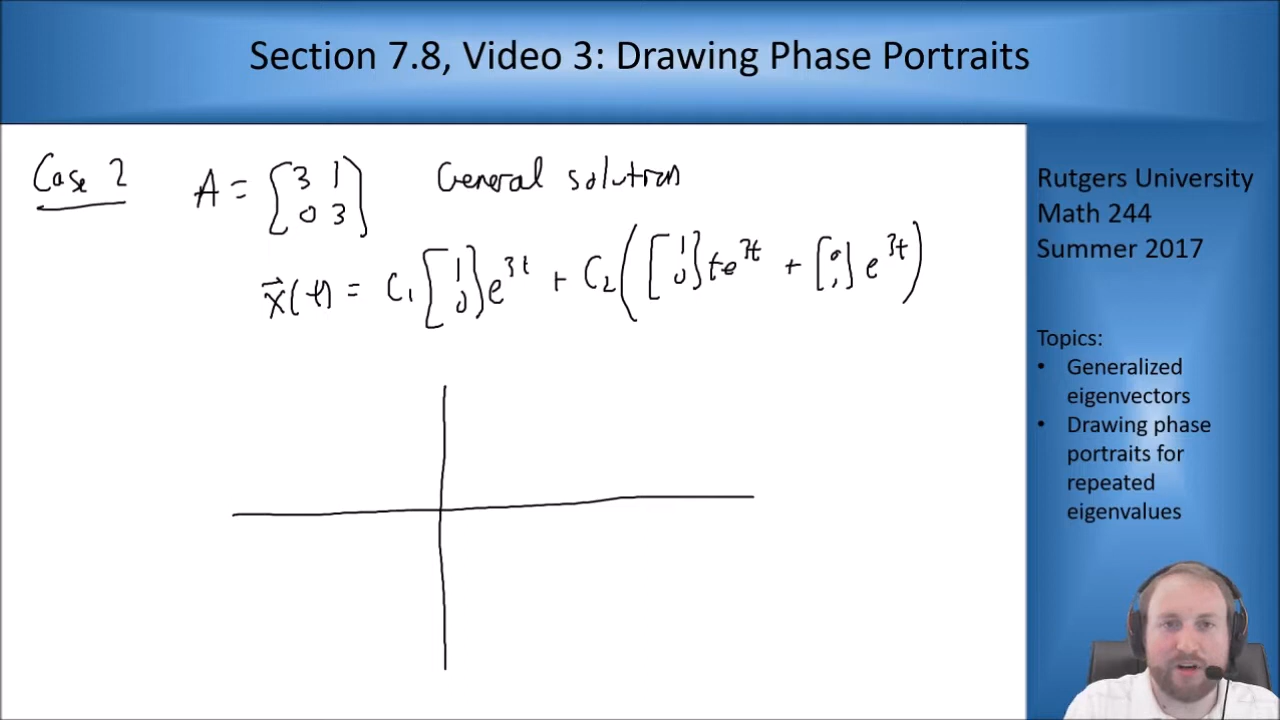 Section 7.8, Video 3: Drawing Phase Portraits
Case 2 A = [3 1; 0 3] General solution
x⃗(t) = C₁ [1; 0] e^{3t} + C₂ ( [1; 0] te^{3t} + [0; 1] e^{3t} )
Rutgers University
Math 244
Summer 2017
Topics:
• Generalized
eigenvectors
• Drawing phase
portraits for
repeated
eigenvalues